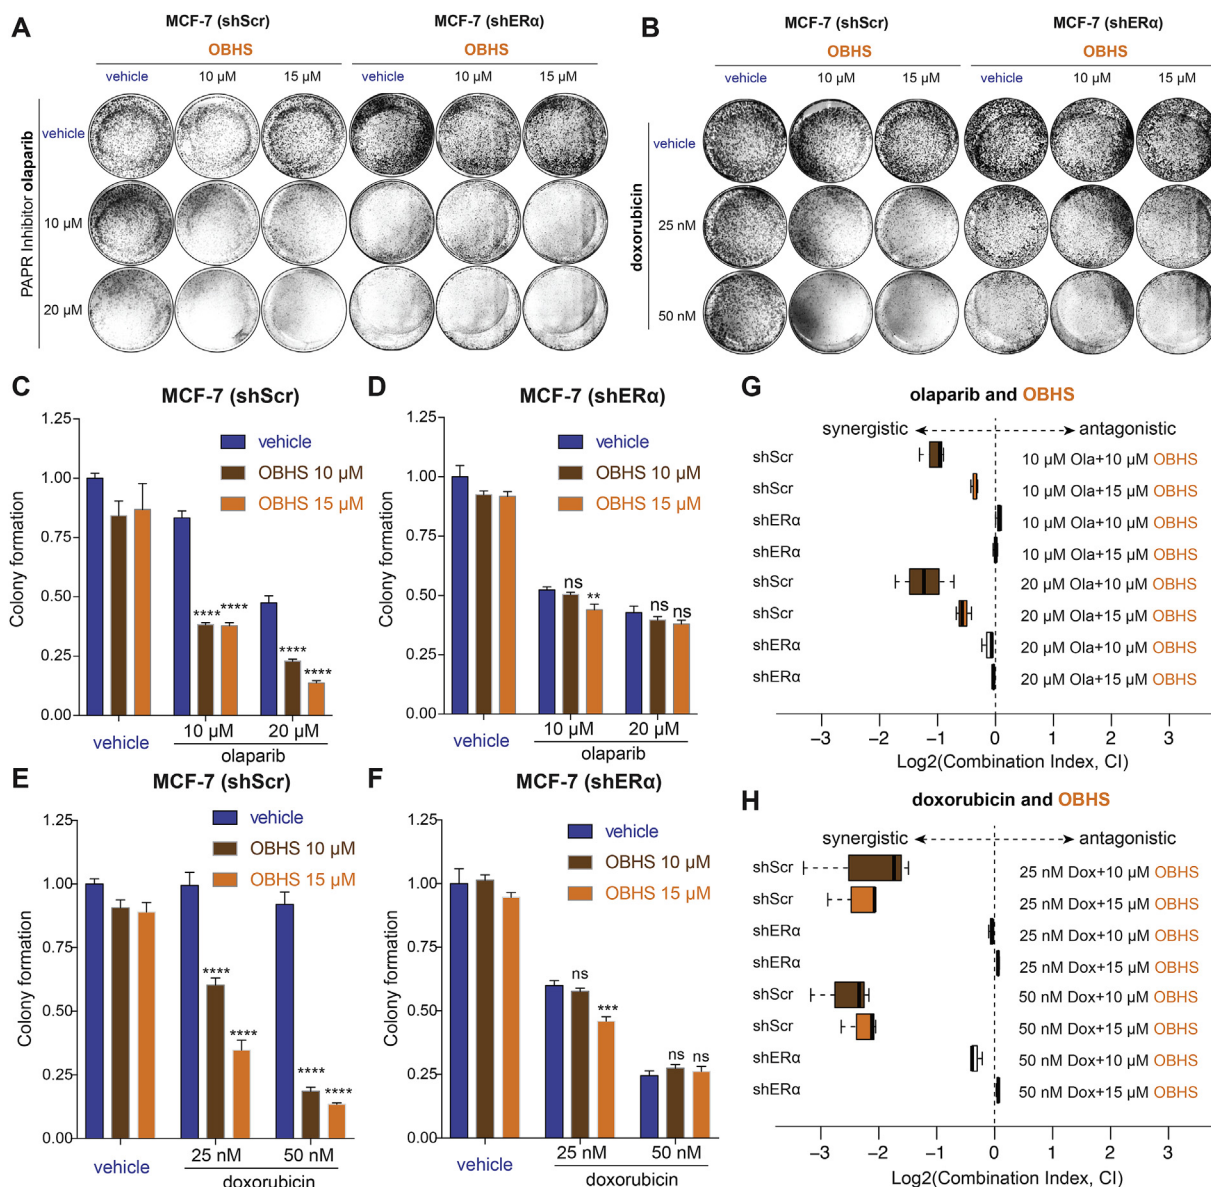 A
MCF-7 (shScr)
MCF-7 (shERα)
OBHS
OBHS
vehicle
10 µM
15 µM
vehicle
10 µM
15 µM
PAPR Inhibitor olaparib
vehicle
10 µM
20 µM
B
MCF-7 (shScr)
MCF-7 (shERα)
OBHS
OBHS
vehicle
10 µM
15 µM
vehicle
10 µM
15 µM
doxorubicin
vehicle
25 nM
50 nM
C
MCF-7 (shScr)
Colony formation
1.25
1.00
0.75
0.50
0.25
0.00
vehicle
OBHS 10 µM
OBHS 15 µM
****
****
****
****
vehicle
10 µM
20 µM
olaparib
D
MCF-7 (shERα)
Colony formation
1.25
1.00
0.75
0.50
0.25
0.00
vehicle
OBHS 10 µM
OBHS 15 µM
ns
**
ns
ns
vehicle
10 µM
20 µM
olaparib
G
olaparib and OBHS
synergistic
antagonistic
shScr 10 µM Ola+10 µM OBHS
shScr 10 µM Ola+15 µM OBHS
shERα 10 µM Ola+10 µM OBHS
shERα 10 µM Ola+15 µM OBHS
shScr 20 µM Ola+10 µM OBHS
shScr 20 µM Ola+15 µM OBHS
shERα 20 µM Ola+10 µM OBHS
shERα 20 µM Ola+15 µM OBHS
−3 −2 −1 0 1 2 3
Log2(Combination Index, CI)
E
MCF-7 (shScr)
Colony formation
1.25
1.00
0.75
0.50
0.25
0.00
vehicle
OBHS 10 µM
OBHS 15 µM
****
****
****
****
vehicle
25 nM
50 nM
doxorubicin
F
MCF-7 (shERα)
Colony formation
1.25
1.00
0.75
0.50
0.25
0.00
vehicle
OBHS 10 µM
OBHS 15 µM
ns
***
ns
ns
vehicle
25 nM
50 nM
doxorubicin
H
doxorubicin and OBHS
synergistic
antagonistic
shScr 25 nM Dox+10 µM OBHS
shScr 25 nM Dox+15 µM OBHS
shERα 25 nM Dox+10 µM OBHS
shERα 25 nM Dox+15 µM OBHS
shScr 50 nM Dox+10 µM OBHS
shScr 50 nM Dox+15 µM OBHS
shERα 50 nM Dox+10 µM OBHS
shERα 50 nM Dox+15 µM OBHS
−3 −2 −1 0 1 2 3
Log2(Combination Index, CI)